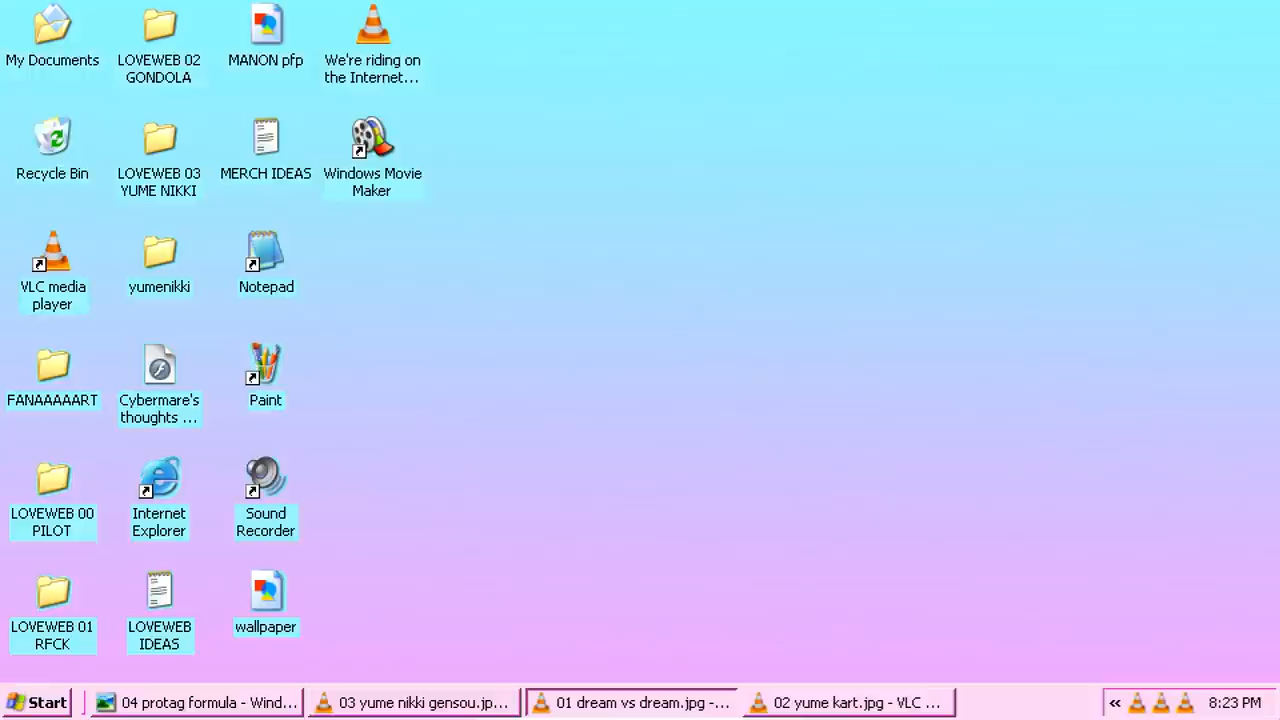 My Documents
LOVEWEB 02
GONDOLA
MANON pfp
We're riding on
the Internet...
Recycle Bin
LOVEWEB 03
YUME NIKKI
MERCH IDEAS
Windows Movie
Maker
VLC media
player
yumenikki
Notepad
FANAAAAART
Cybermare's
thoughts ...
Paint
LOVEWEB 00
PILOT
Internet
Explorer
Sound
Recorder
LOVEWEB 01
RFCK
LOVEWEB
IDEAS
wallpaper
Start
04 protag formula - Wind...
03 yume nikki gensou.jp...
01 dream vs dream.jpg -...
02 yume kart.jpg - VLC ...
8:23 PM